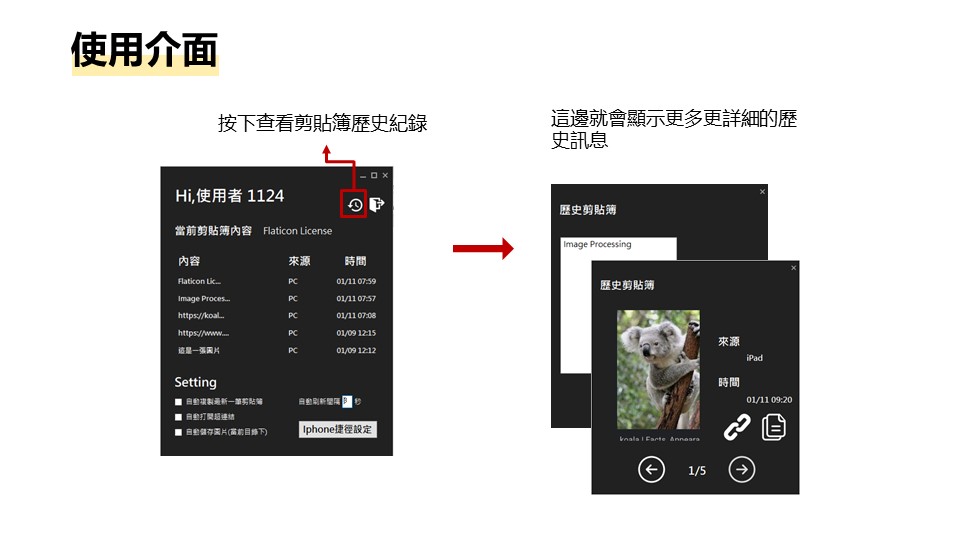 使用介面
按下查看剪貼簿歷史紀錄
Hi,使用者 1124
當前剪貼簿內容 Flaticon License
內容 來源 時間
Flaticon Lic... PC 01/11 07:59
Image Proces... PC 01/11 07:57
https://koal... PC 01/11 07:08
https://www.... PC 01/09 12:15
這是一張圖片 PC 01/09 12:12
Setting
自動複製最新一筆剪貼簿 自動刷新間隔 秒
自動打開超連結
自動儲存圖片(當前目錄下)
Iphone捷徑設定
這邊就會顯示更多更詳細的歷
史訊息
歷史剪貼簿
Image Processing
歷史剪貼簿
來源
iPad
時間
01/11 09:20
koala | Facts, Appeara
1/5